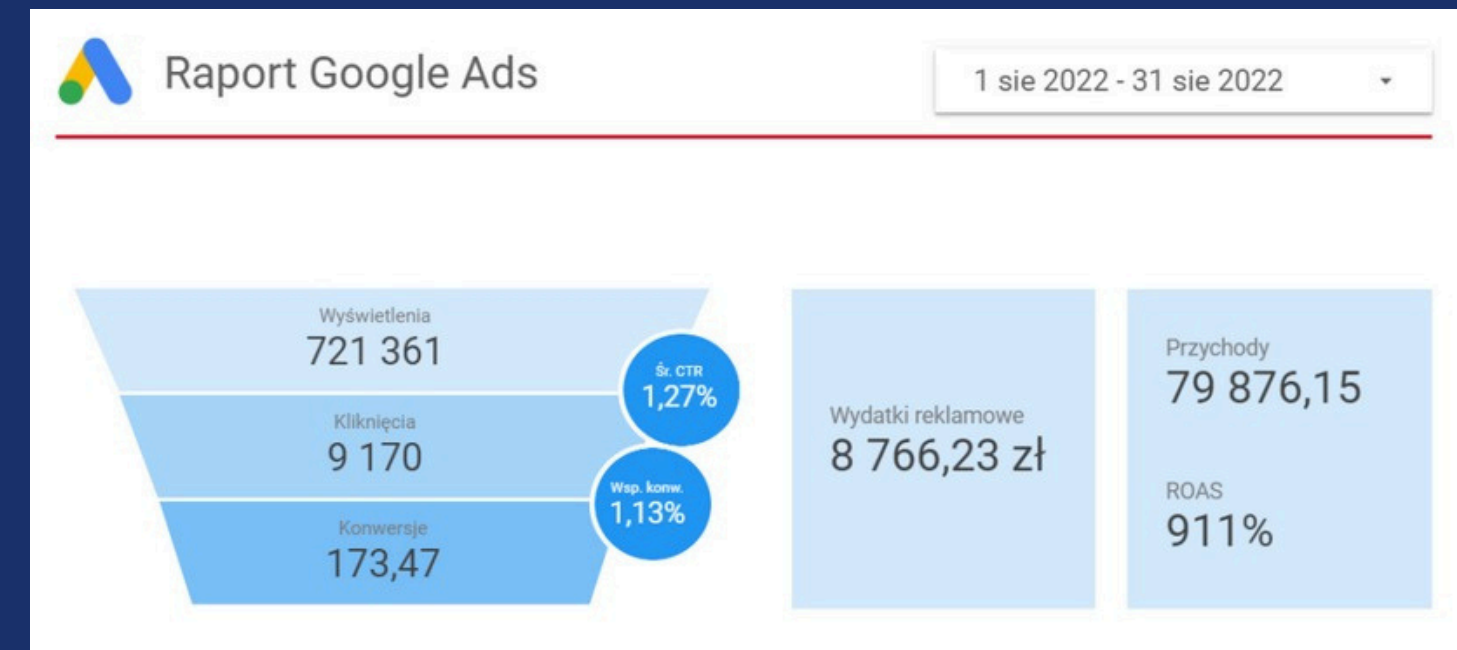 Raport Google Ads
1 sie 2022 - 31 sie 2022
Wyświetlenia
721 361
Śr. CTR
1,27%
Kliknięcia
9 170
Wsp. konw.
1,13%
Konwersje
173,47
Wydatki reklamowe
8 766,23 zł
Przychody
79 876,15
ROAS
911%